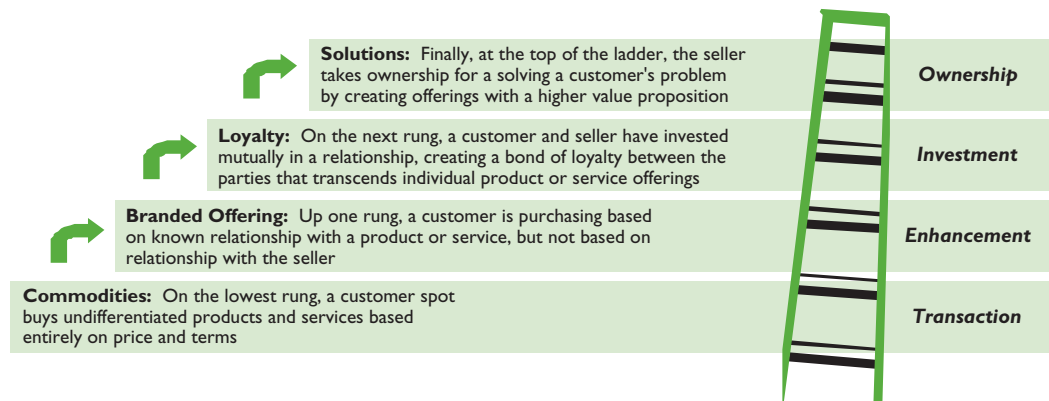 Solutions: Finally, at the top of the ladder, the seller
takes ownership for a solving a customer's problem
by creating offerings with a higher value proposition
Ownership
Loyalty: On the next rung, a customer and seller have invested
mutually in a relationship, creating a bond of loyalty between the
parties that transcends individual product or service offerings
Investment
Branded Offering: Up one rung, a customer is purchasing based
on known relationship with a product or service, but not based on
relationship with the seller
Enhancement
Commodities: On the lowest rung, a customer spot
buys undifferentiated products and services based
entirely on price and terms
Transaction